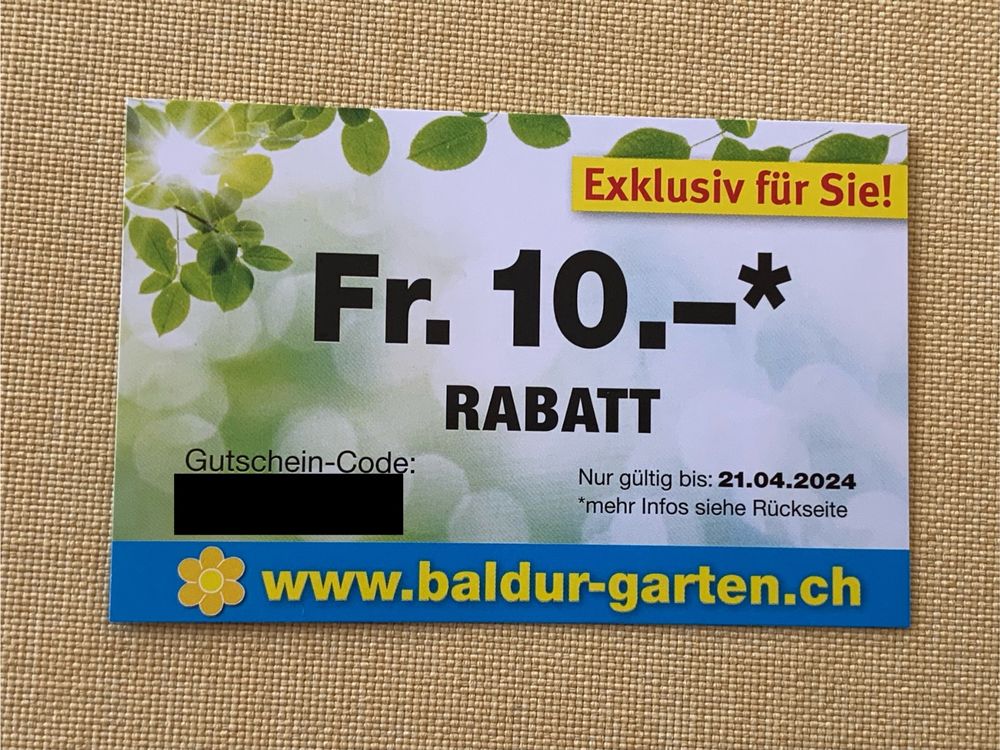 Exklusiv für Sie!
Fr. 10.–*
RABATT
Gutschein-Code:
Nur gültig bis: 21.04.2024
*mehr Infos siehe Rückseite
www.baldur-garten.ch